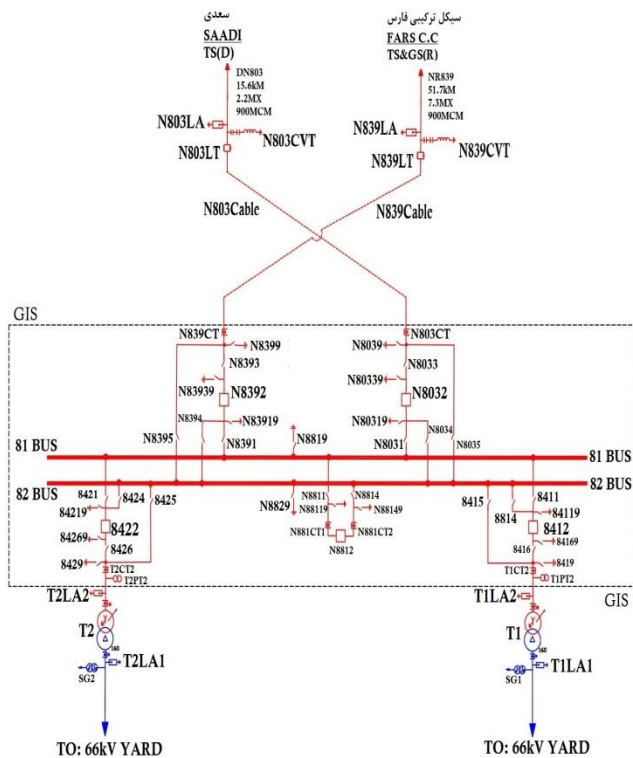 سعدی
SAADI
TS(D)
سیکل ترکیبی فارس
FARS C.C
TS&GS(R)
DN803
15.6kM
2.2MX
900MCM
NR839
51.7kM
7.3MX
900MCM
N803LA
N803CVT
N803LT
N839LA
N839CVT
N839LT
N803Cable
N839Cable
GIS
N839CT
N8399
N8393
N83939
N8392
N8394
N83919
N8395
N8391
N803CT
N8039
N8033
N80339
N8032
N80319
N8034
N8031
N8035
N8819
81 BUS
81 BUS
82 BUS
82 BUS
8421
8424
8425
84219
8422
84269
8426
8429
T2CT2
T2PT2
N8829
N8811
N8814
N88119
N88149
N881CT1
N881CT2
N8812
8415
8411
8814
84119
8412
84169
8416
8419
T1CT2
T1PT2
GIS
T2LA2
T2
160
T2LA1
SG2
TO: 66kV YARD
T1LA2
T1
160
T1LA1
SG1
TO: 66kV YARD